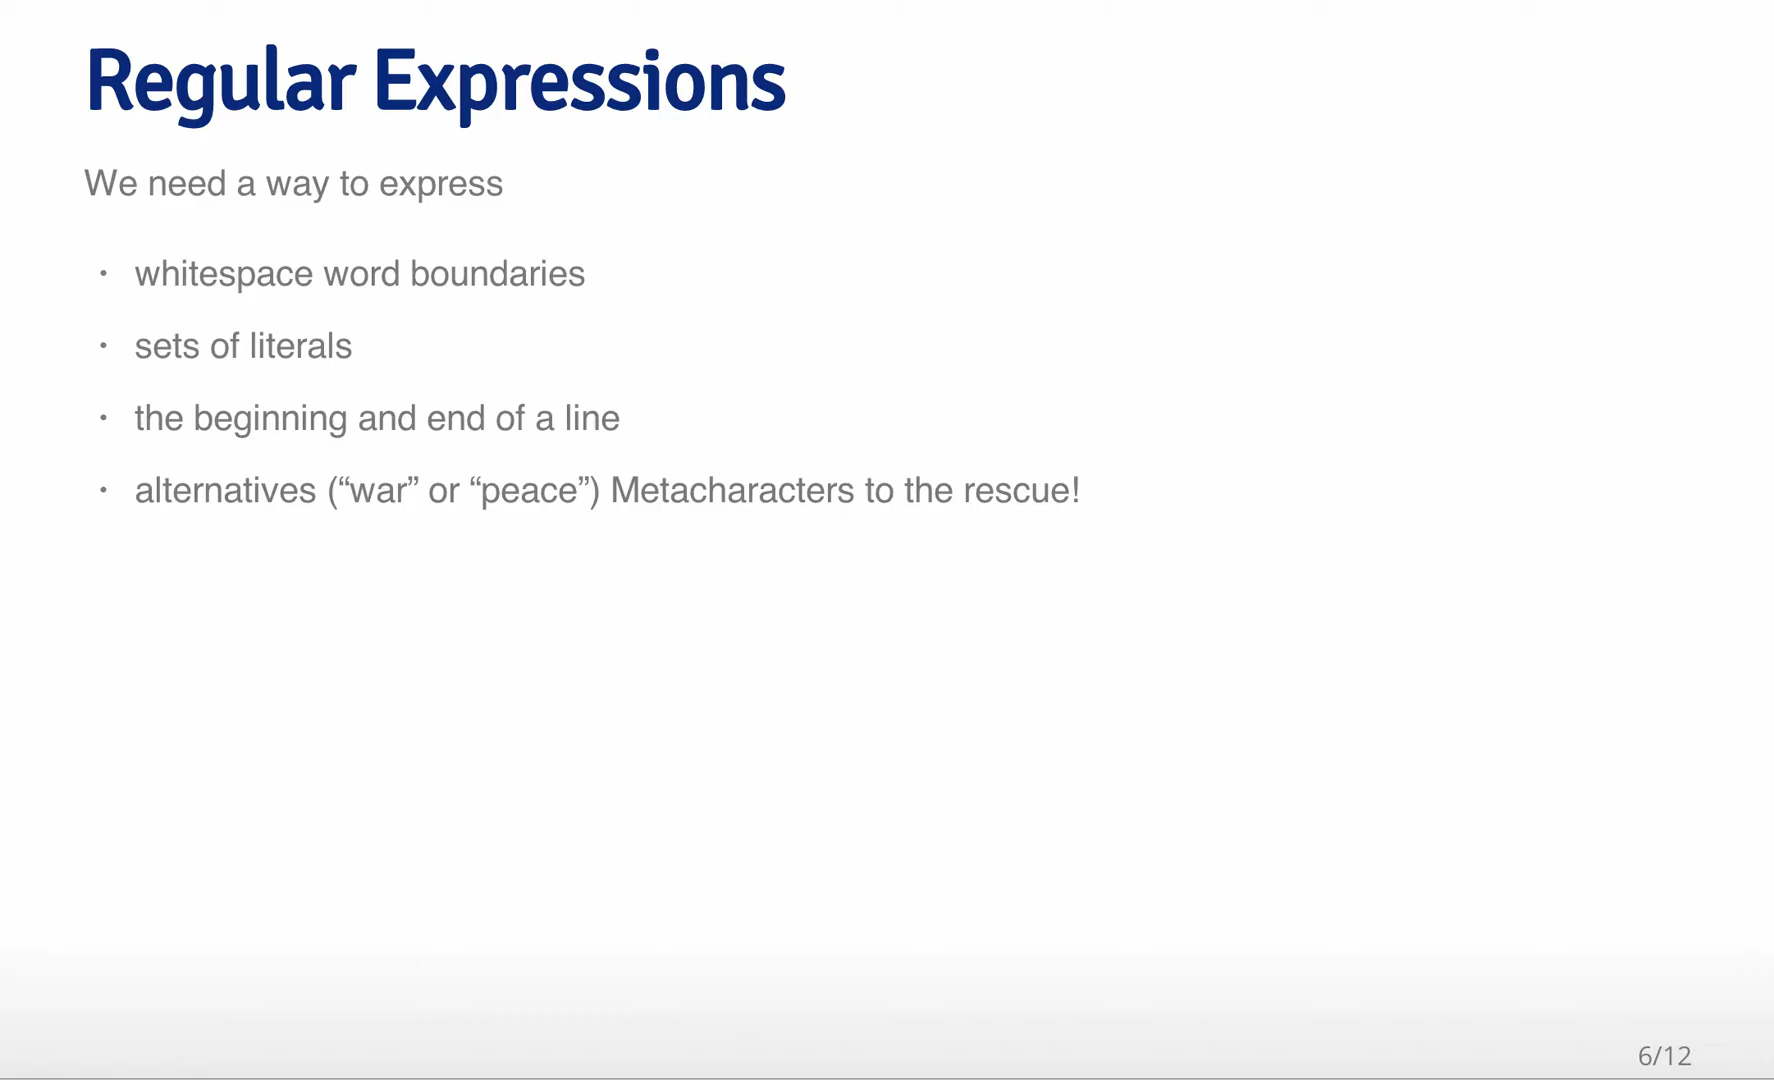 Regular Expressions
We need a way to express
· whitespace word boundaries
· sets of literals
· the beginning and end of a line
· alternatives (“war” or “peace”) Metacharacters to the rescue!
6/12